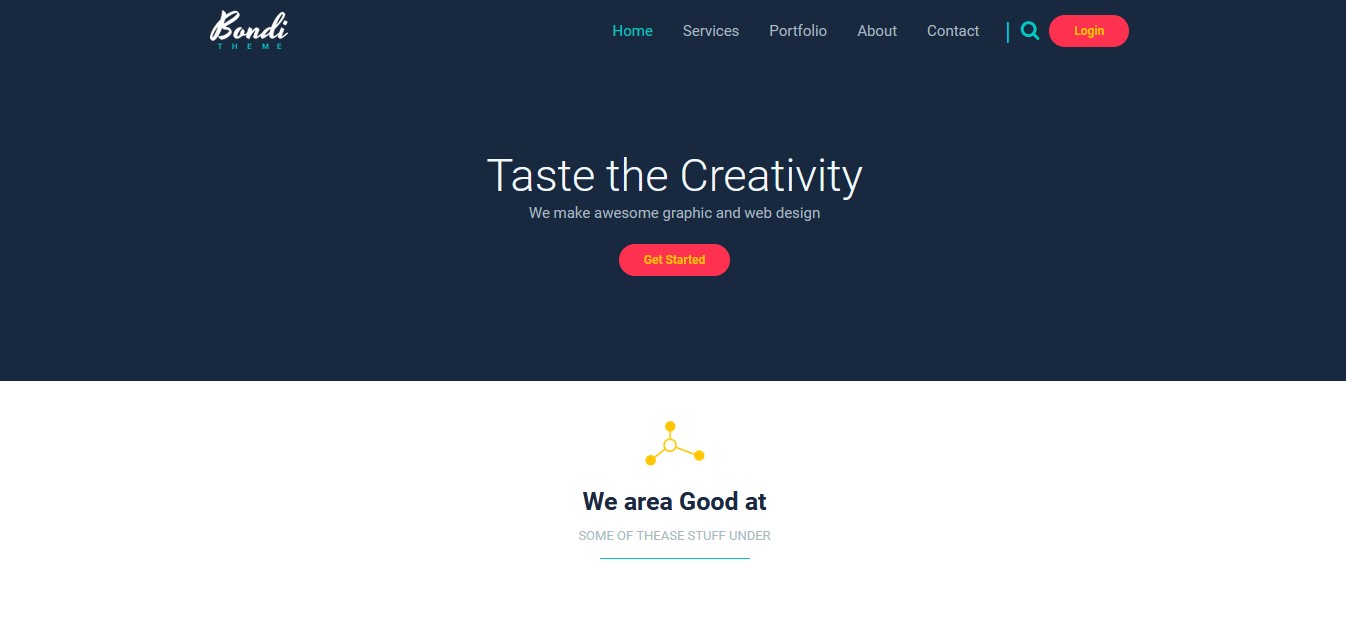 Bondi
THEME
Home Services Portfolio About Contact Login
Taste the Creativity
We make awesome graphic and web design
Get Started
We area Good at
SOME OF THEASE STUFF UNDER